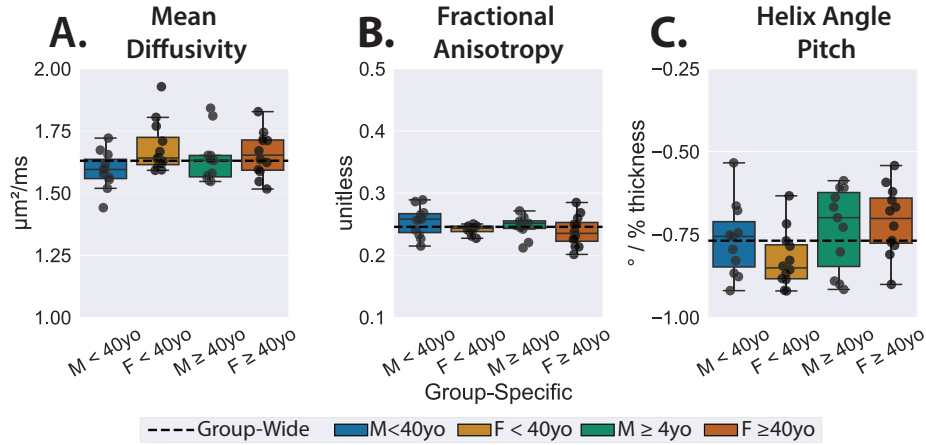 A. Mean
Diffusivity
µm²/ms
2.00
1.75
1.50
1.25
1.00
M < 40yo
F < 40yo
M ≥ 40yo
F ≥ 40yo
B. Fractional
Anisotropy
unitless
0.5
0.4
0.3
0.2
0.1
M < 40yo
F < 40yo
M ≥ 40yo
F ≥ 40yo
Group-Specific
C. Helix Angle
Pitch
° / % thickness
−0.25
−0.50
−0.75
−1.00
M < 40yo
F < 40yo
M ≥ 40yo
F ≥ 40yo
Group-Wide M<40yo F < 40yo M ≥ 4yo F ≥40yo